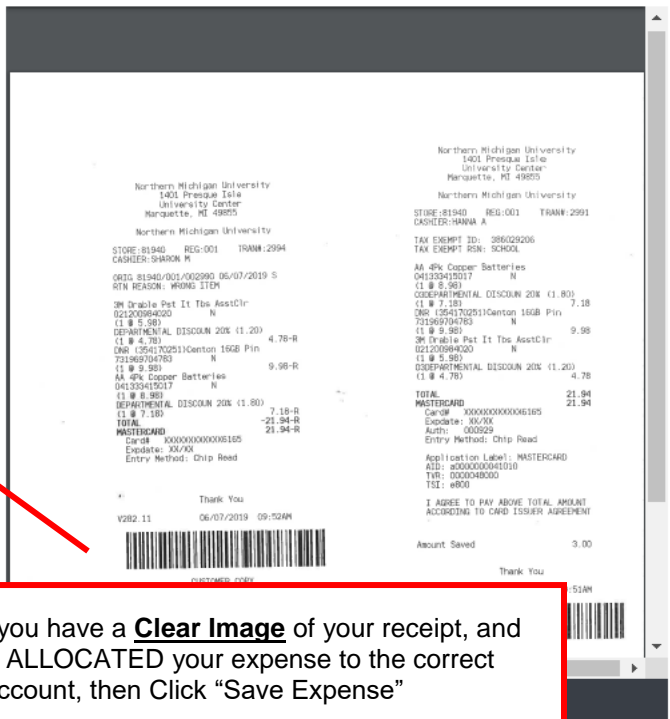 Northern Michigan University
1401 Presque Isle
University Center
Marquette, MI 49855
Northern Michigan University
STORE:81940 REG:001 TRAN#:2994
CASHIER:SHARON M
ORIG 81940/001/002990 06/07/2019 S
RTN REASON: WRONG ITEM
3M Drable Pst It Tbs AsstClr
021200984020 N
(1 @ 5.98)
DEPARTMENTAL DISCOUN 20% (1.20)
(1 @ 4.78) 4.78-R
DNR (354170251)Centon 16GB Pin
731969704783 N
(1 @ 9.98) 9.98-R
AA 4Pk Copper Batteries
041333415017 N
(1 @ 8.98)
DEPARTMENTAL DISCOUN 20% (1.80)
(1 @ 7.18) 7.18-R
TOTAL -21.94-R
MASTERCARD 21.94-R
Card# XXXXXXXXXXXX6165
Expdate: XX/XX
Entry Method: Chip Read
Thank You
V282.11 06/07/2019 09:52AM
CUSTOMER COPY
Northern Michigan University
1401 Presque Isle
University Center
Marquette, MI 49855
Northern Michigan University
STORE:81940 REG:001 TRAN#:2991
CASHIER:HANNA A
TAX EXEMPT ID: 386029206
TAX EXEMPT RSN: SCHOOL
AA 4Pk Copper Batteries
041333415017 N
(1 @ 8.98)
DEPARTMENTAL DISCOUN 20% (1.80)
(1 @ 7.18) 7.18
DNR (354170251)Centon 16GB Pin
731969704783 N
(1 @ 9.98) 9.98
3M Drable Pst It Tbs AsstClr
021200984020 N
(1 @ 5.98)
DEPARTMENTAL DISCOUN 20% (1.20)
(1 @ 4.78) 4.78
TOTAL 21.94
MASTERCARD 21.94
Card# XXXXXXXXXXXX6165
Expdate: XX/XX
Auth: 000929
Entry Method: Chip Read
Application Label: MASTERCARD
AID: a0000000041010
TVR: 0000048000
TSI: e800
I AGREE TO PAY ABOVE TOTAL AMOUNT
ACCORDING TO CARD ISSUER AGREEMENT
Amount Saved 3.00
Thank You
:51AM
you have a Clear Image of your receipt, and
ALLOCATED your expense to the correct
ccount, then Click “Save Expense”